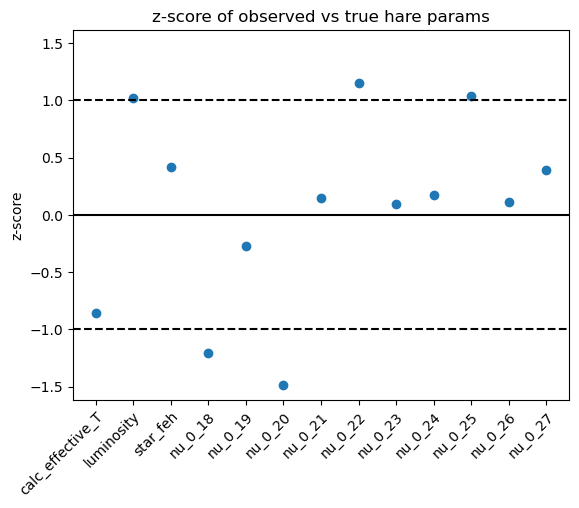 z-score of observed vs true hare params
z-score
1.5
1.0
0.5
0.0
−0.5
−1.0
−1.5
calc_effective_T
luminosity
star_feh
nu_0_18
nu_0_19
nu_0_20
nu_0_21
nu_0_22
nu_0_23
nu_0_24
nu_0_25
nu_0_26
nu_0_27